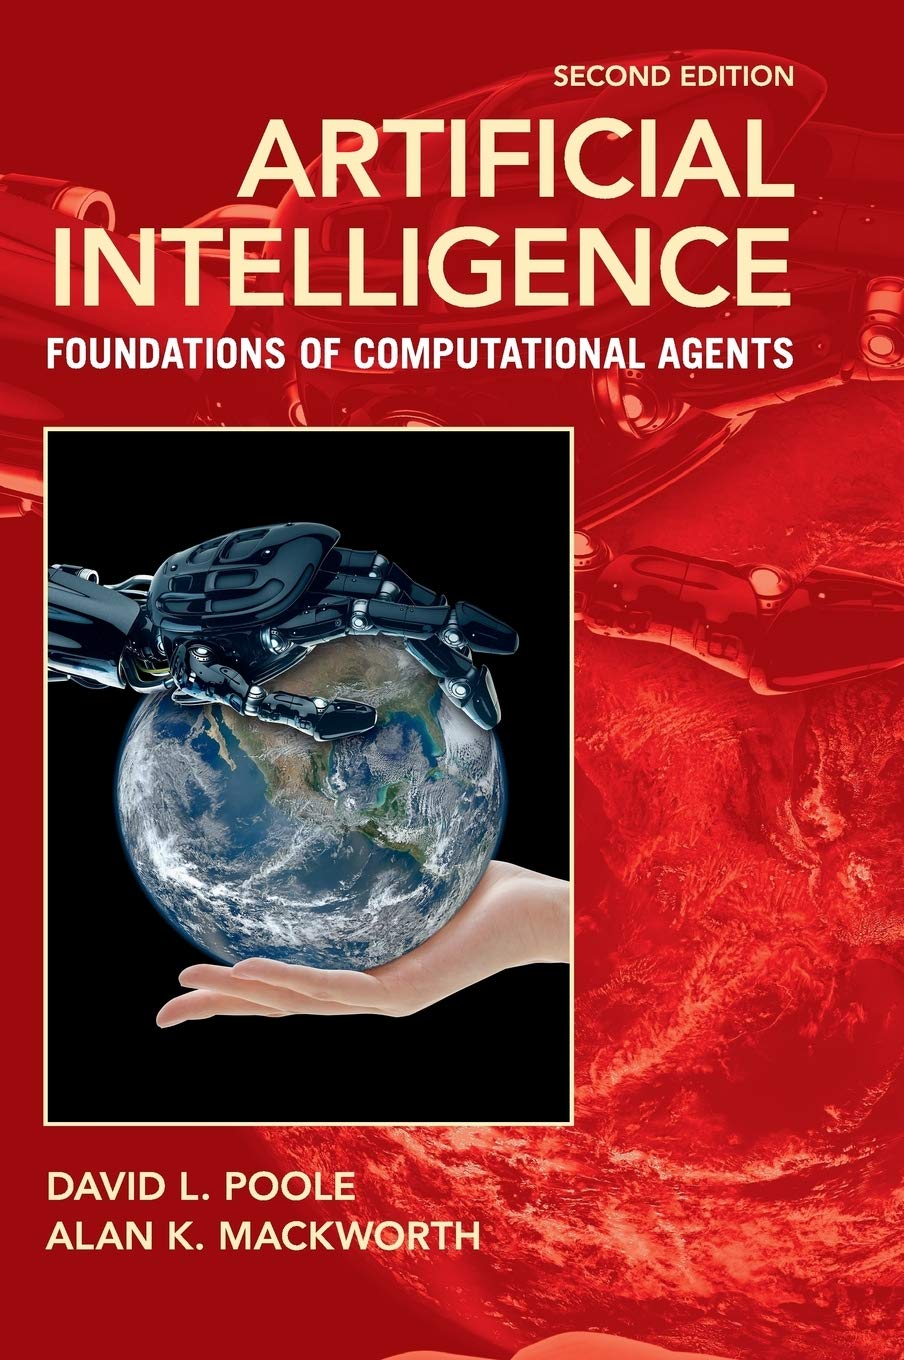 SECOND EDITION
ARTIFICIAL
INTELLIGENCE
FOUNDATIONS OF COMPUTATIONAL AGENTS
DAVID L. POOLE
ALAN K. MACKWORTH